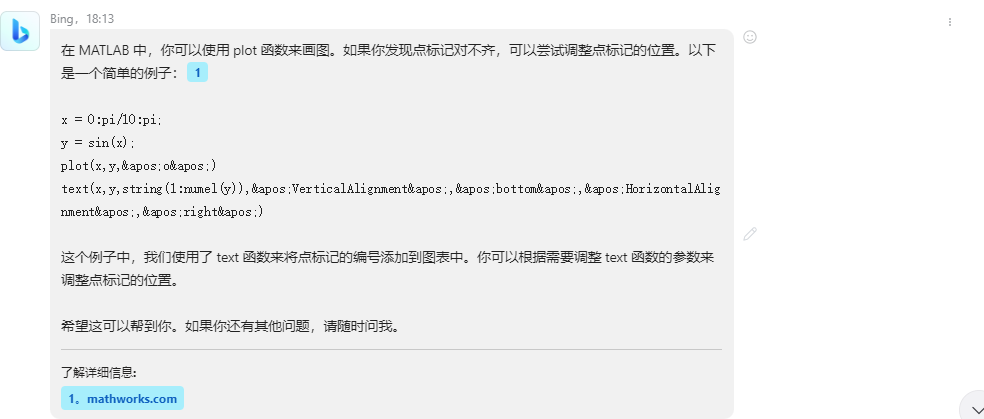 Bing, 18:13
在 MATLAB 中，你可以使用 plot 函数来画图。如果你发现点标记对不齐，可以尝试调整点标记的位置。以下
是一个简单的例子： 1
x = 0:pi/10:pi;
y = sin(x);
plot(x,y,&apos;o&apos;)
text(x,y,string(1:numel(y)),&apos;VerticalAlignment&apos;,&apos;bottom&apos;,&apos;HorizontalAlig
nment&apos;,&apos;right&apos;)
这个例子中，我们使用了 text 函数来将点标记的编号添加到图表中。你可以根据需要调整 text 函数的参数来
调整点标记的位置。
希望这可以帮到你。如果你还有其他问题，请随时问我。
了解详细信息:
1。mathworks.com